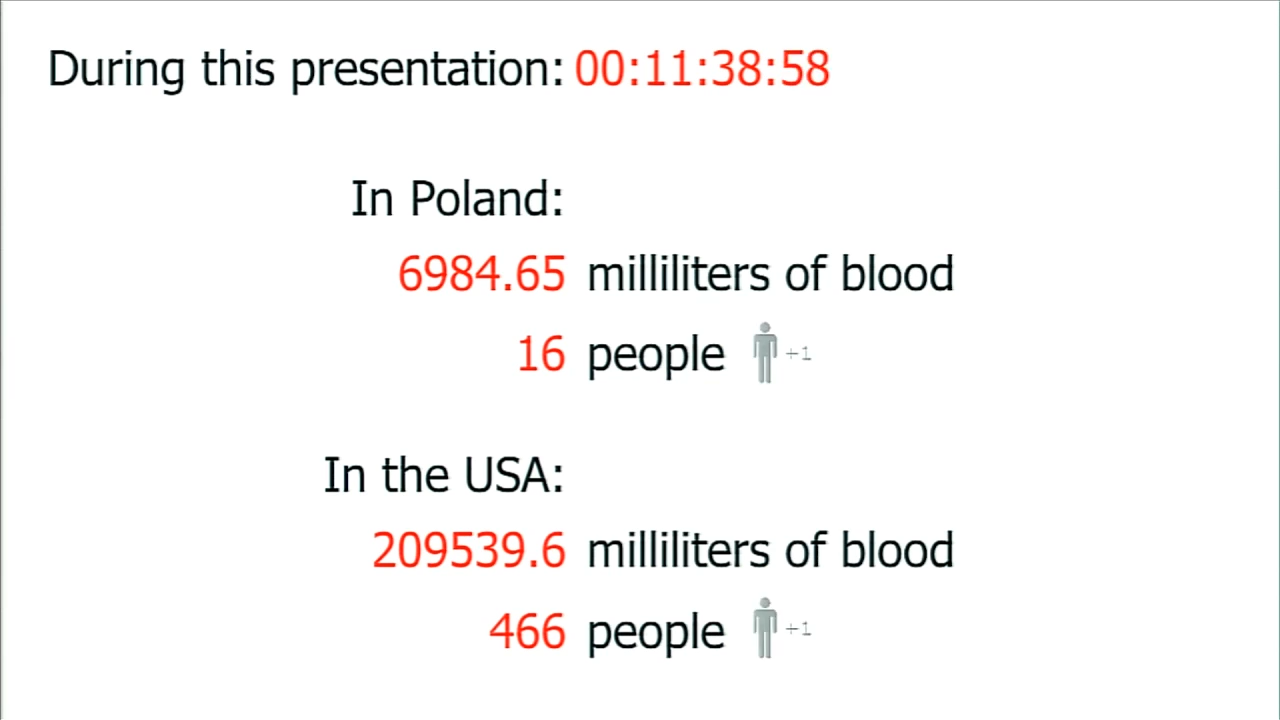 During this presentation: 00:11:38:58
In Poland:
6984.65 milliliters of blood
16 people +1
In the USA:
209539.6 milliliters of blood
466 people +1